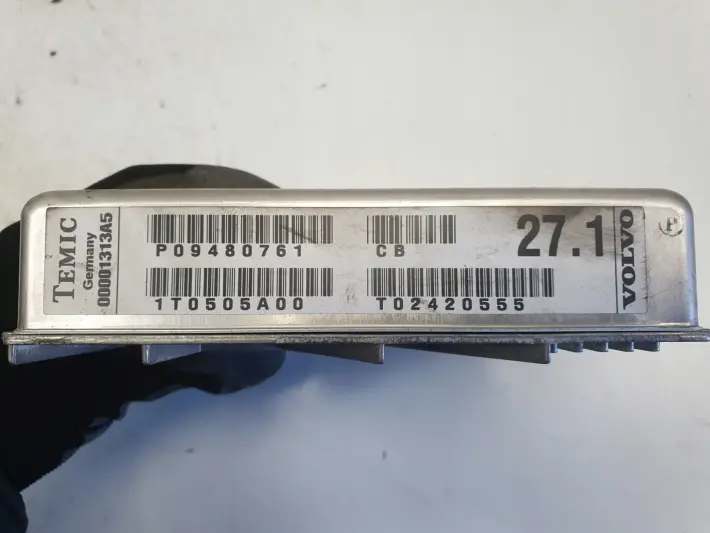 TEMIC
Germany
00001313A5
P09480761
CB
27.1
1T0505A00
T02420555
VOLVO